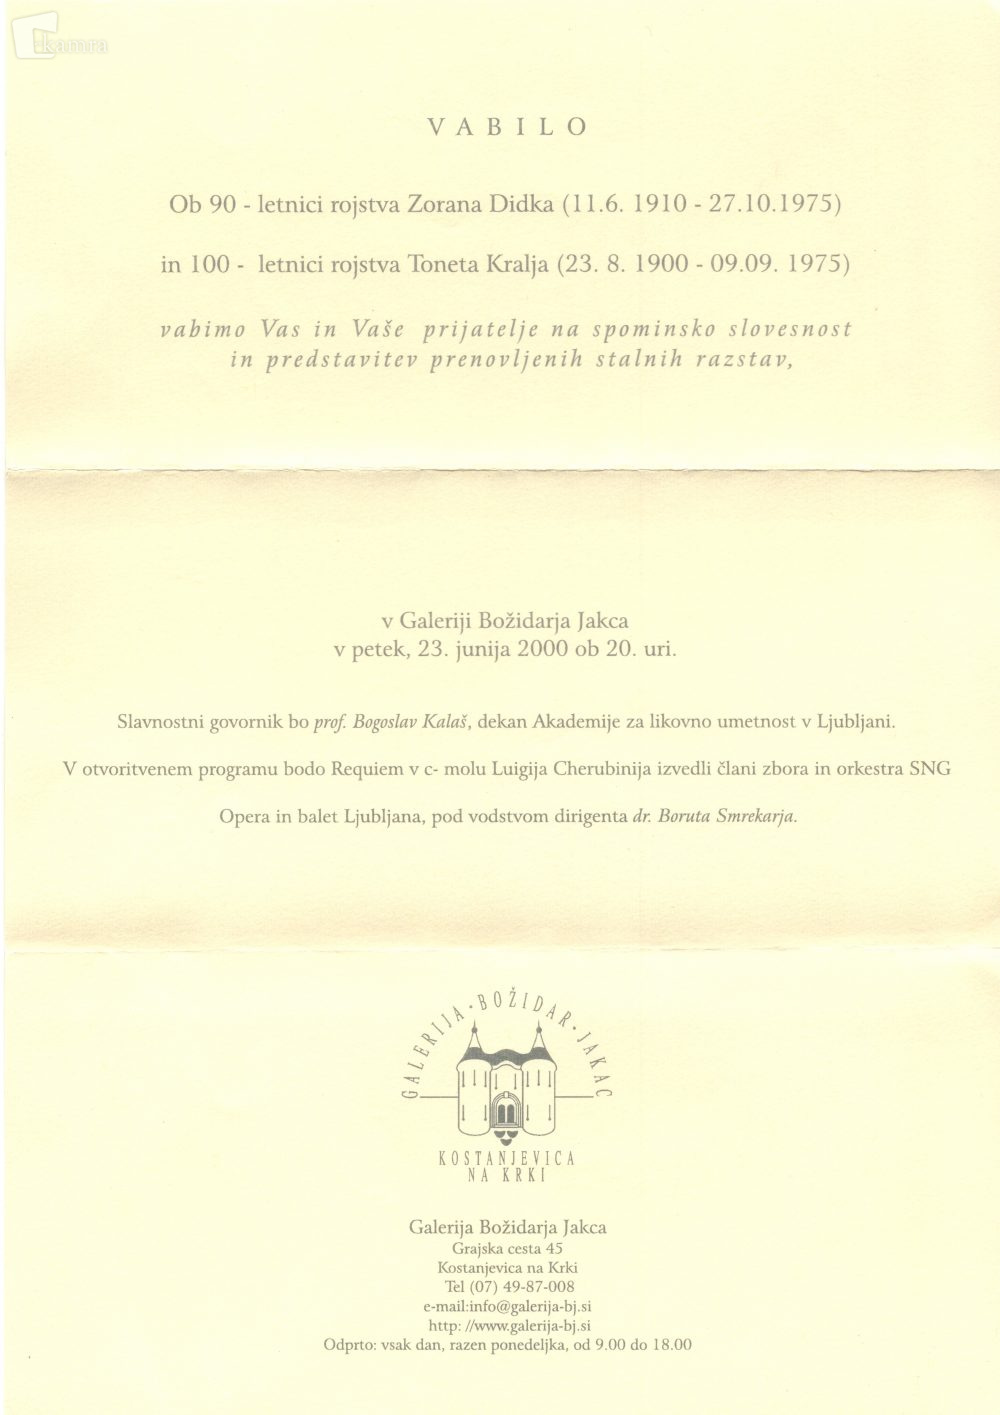 kamra
VABILO
Ob 90 - letnici rojstva Zorana Didka (11.6. 1910 - 27.10.1975)
in 100 - letnici rojstva Toneta Kralja (23. 8. 1900 - 09.09. 1975)
vabimo Vas in Vaše prijatelje na spominsko slovesnost
in predstavitev prenovljenih stalnih razstav,
v Galeriji Božidarja Jakca
v petek, 23. junija 2000 ob 20. uri.
Slavnostni govornik bo prof. Bogoslav Kalaš, dekan Akademije za likovno umetnost v Ljubljani.
V otvoritvenem programu bodo Requiem v c- molu Luigija Cherubinija izvedli člani zbora in orkestra SNG
Opera in balet Ljubljana, pod vodstvom dirigenta dr. Boruta Smrekarja.
GALERIJA · BOŽIDAR · JAKAC
KOSTANJEVICA
NA KRKI
Galerija Božidarja Jakca
Grajska cesta 45
Kostanjevica na Krki
Tel (07) 49-87-008
e-mail:info@galerija-bj.si
http: //www.galerija-bj.si
Odprto: vsak dan, razen ponedeljka, od 9.00 do 18.00